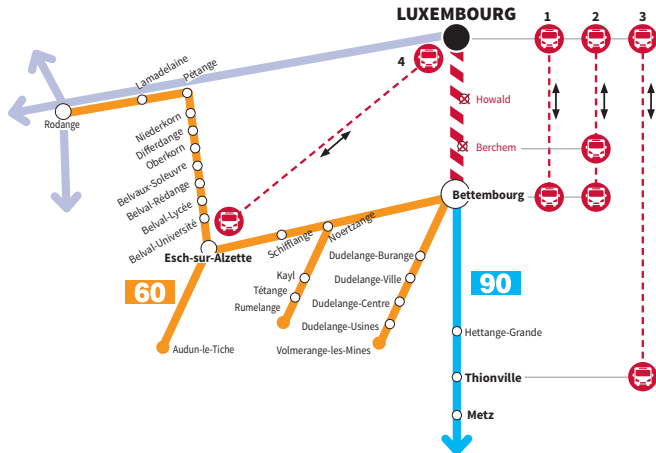 LUXEMBOURG
1
2
3
4
Howald
Berchem
Bettembourg
Lamadelaine
Pétange
Rodange
Niederkorn
Differdange
Oberkorn
Belvaux-Soleuvre
Belval-Rédange
Belval-Lycée
Belval-Université
Esch-sur-Alzette
Schifflange
Noertzange
60
Audun-le-Tiche
Kayl
Tétange
Rumelange
Dudelange-Burange
Dudelange-Ville
Dudelange-Centre
Dudelange-Usines
Volmerange-les-Mines
90
Hettange-Grande
Thionville
Metz